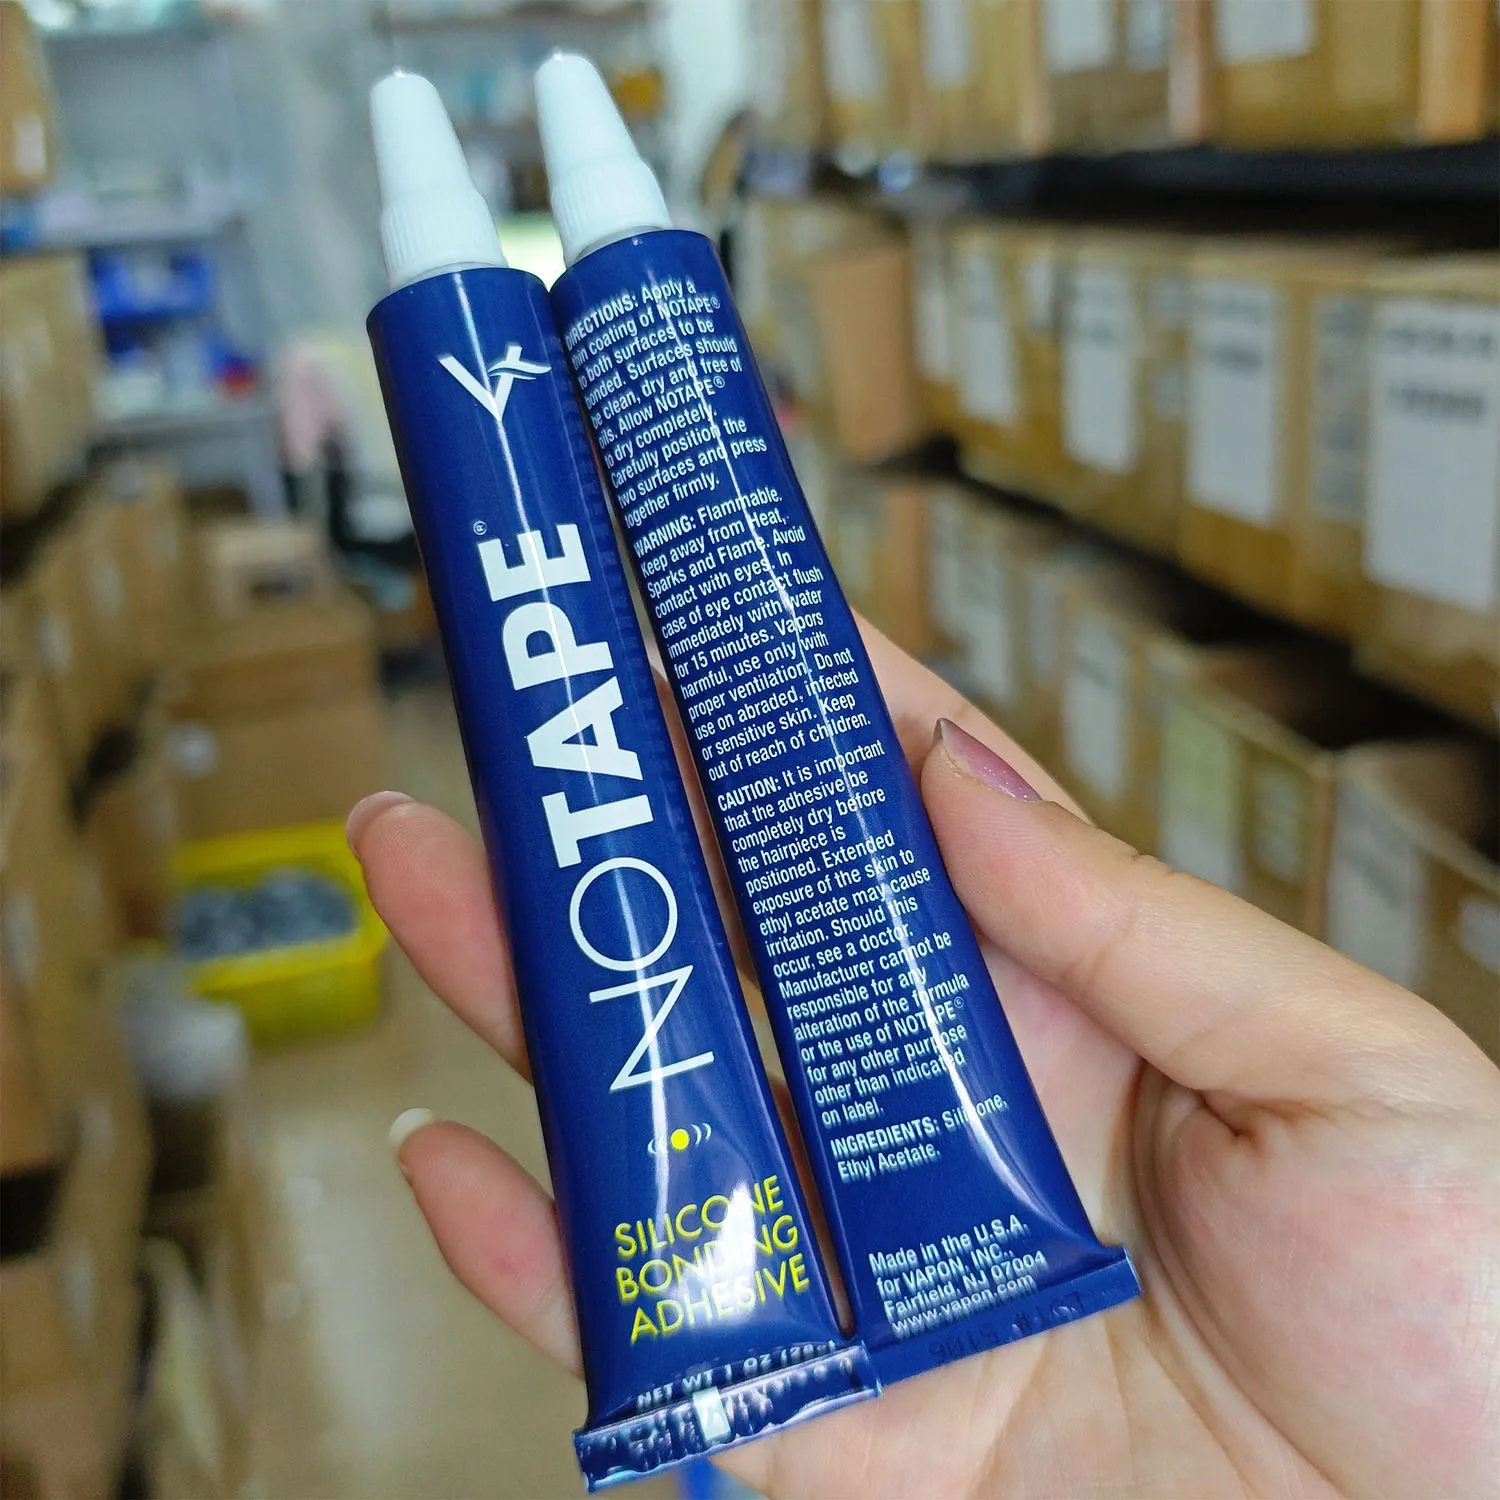 NOTAPE®
SILICONE
BONDING
ADHESIVE
NET WT 1 OZ (28g)
DIRECTIONS: Apply a
thin coating of NOTAPE®
to both surfaces to be
bonded. Surfaces should
be clean, dry and free of
oils. Allow NOTAPE®
to dry completely.
Carefully position the
two surfaces and press
together firmly.
WARNING: Flammable.
Keep away from Heat,
Sparks and Flame. Avoid
contact with eyes. In
case of eye contact flush
immediately with water
for 15 minutes. Vapors
harmful, use only with
proper ventilation. Do not
use on abraded, infected
or sensitive skin. Keep
out of reach of children.
CAUTION: It is important
that the adhesive be
completely dry before
the hairpiece is
positioned. Extended
exposure of the skin to
ethyl acetate may cause
irritation. Should this
occur, see a doctor.
Manufacturer cannot be
responsible for any
alteration of the formula
or the use of NOTAPE®
for any other purpose
other than indicated
on label.
INGREDIENTS: Silicone,
Ethyl Acetate.
Made in the U.S.A.
for VAPON, INC.,
Fairfield, NJ 07004
www.vapon.com